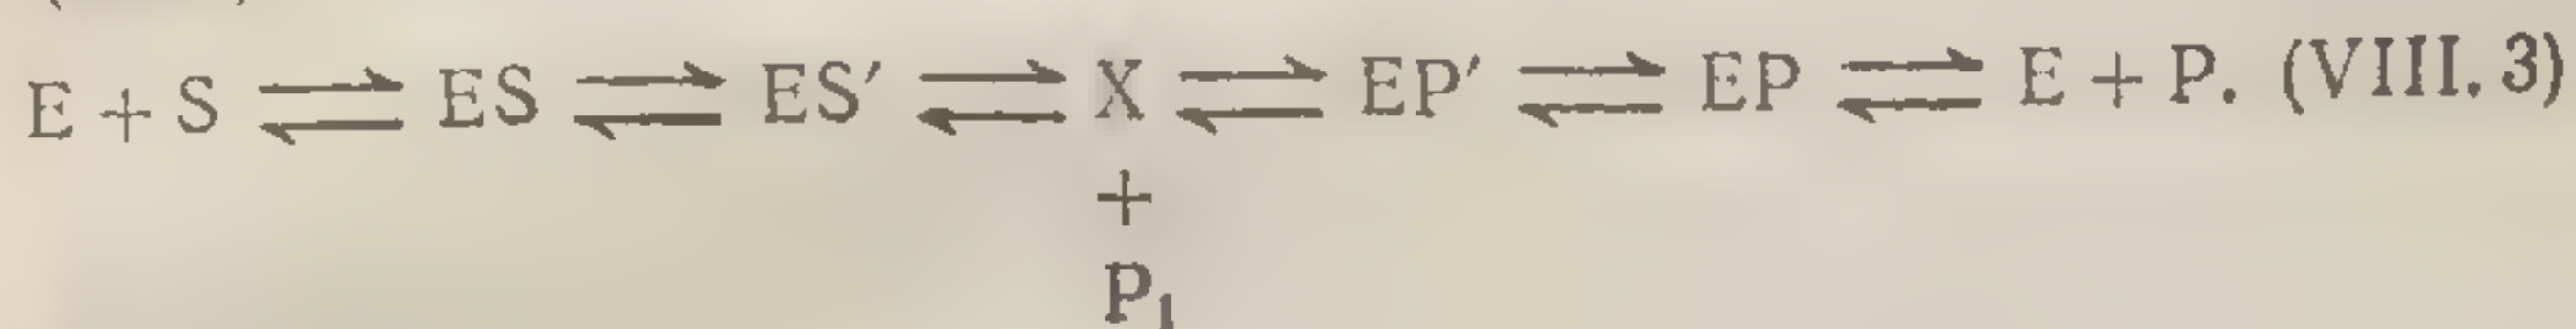 E + S ⇌ ES ⇌ ES′ ⇌ X ⇌ EP′ ⇌ EP ⇌ E + P. (VIII. 3)
+
P₁